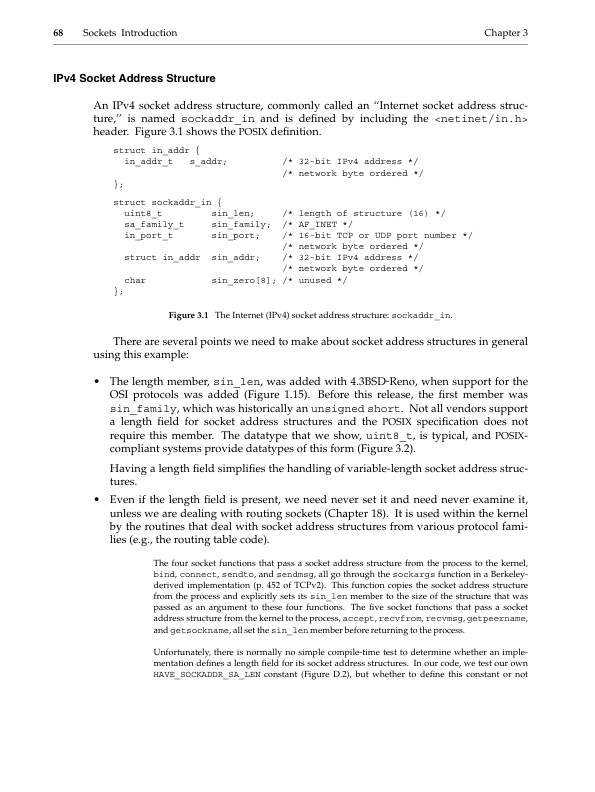 68 Sockets Introduction Chapter 3
IPv4 Socket Address Structure
An IPv4 socket address structure, commonly called an “Internet socket address struc-
ture,” is named sockaddr_in and is defined by including the <netinet/in.h>
header. Figure 3.1 shows the POSIX definition.
struct in_addr {
  in_addr_t   s_addr;          /* 32-bit IPv4 address */
                               /* network byte ordered */
};
struct sockaddr_in {
  uint8_t         sin_len;     /* length of structure (16) */
  sa_family_t     sin_family;  /* AF_INET */
  in_port_t       sin_port;    /* 16-bit TCP or UDP port number */
                               /* network byte ordered */
  struct in_addr  sin_addr;    /* 32-bit IPv4 address */
                               /* network byte ordered */
  char            sin_zero[8]; /* unused */
};
Figure 3.1 The Internet (IPv4) socket address structure: sockaddr_in.
There are several points we need to make about socket address structures in general
using this example:
• The length member, sin_len, was added with 4.3BSD-Reno, when support for the
OSI protocols was added (Figure 1.15). Before this release, the first member was
sin_family, which was historically an unsigned short. Not all vendors support
a length field for socket address structures and the POSIX specification does not
require this member. The datatype that we show, uint8_t, is typical, and POSIX-
compliant systems provide datatypes of this form (Figure 3.2).
Having a length field simplifies the handling of variable-length socket address struc-
tures.
• Even if the length field is present, we need never set it and need never examine it,
unless we are dealing with routing sockets (Chapter 18). It is used within the kernel
by the routines that deal with socket address structures from various protocol fami-
lies (e.g., the routing table code).
The four socket functions that pass a socket address structure from the process to the kernel,
bind, connect, sendto, and sendmsg, all go through the sockargs function in a Berkeley-
derived implementation (p. 452 of TCPv2). This function copies the socket address structure
from the process and explicitly sets its sin_len member to the size of the structure that was
passed as an argument to these four functions. The five socket functions that pass a socket
address structure from the kernel to the process, accept, recvfrom, recvmsg, getpeername,
and getsockname, all set the sin_len member before returning to the process.
Unfortunately, there is normally no simple compile-time test to determine whether an imple-
mentation defines a length field for its socket address structures. In our code, we test our own
HAVE_SOCKADDR_SA_LEN constant (Figure D.2), but whether to define this constant or not